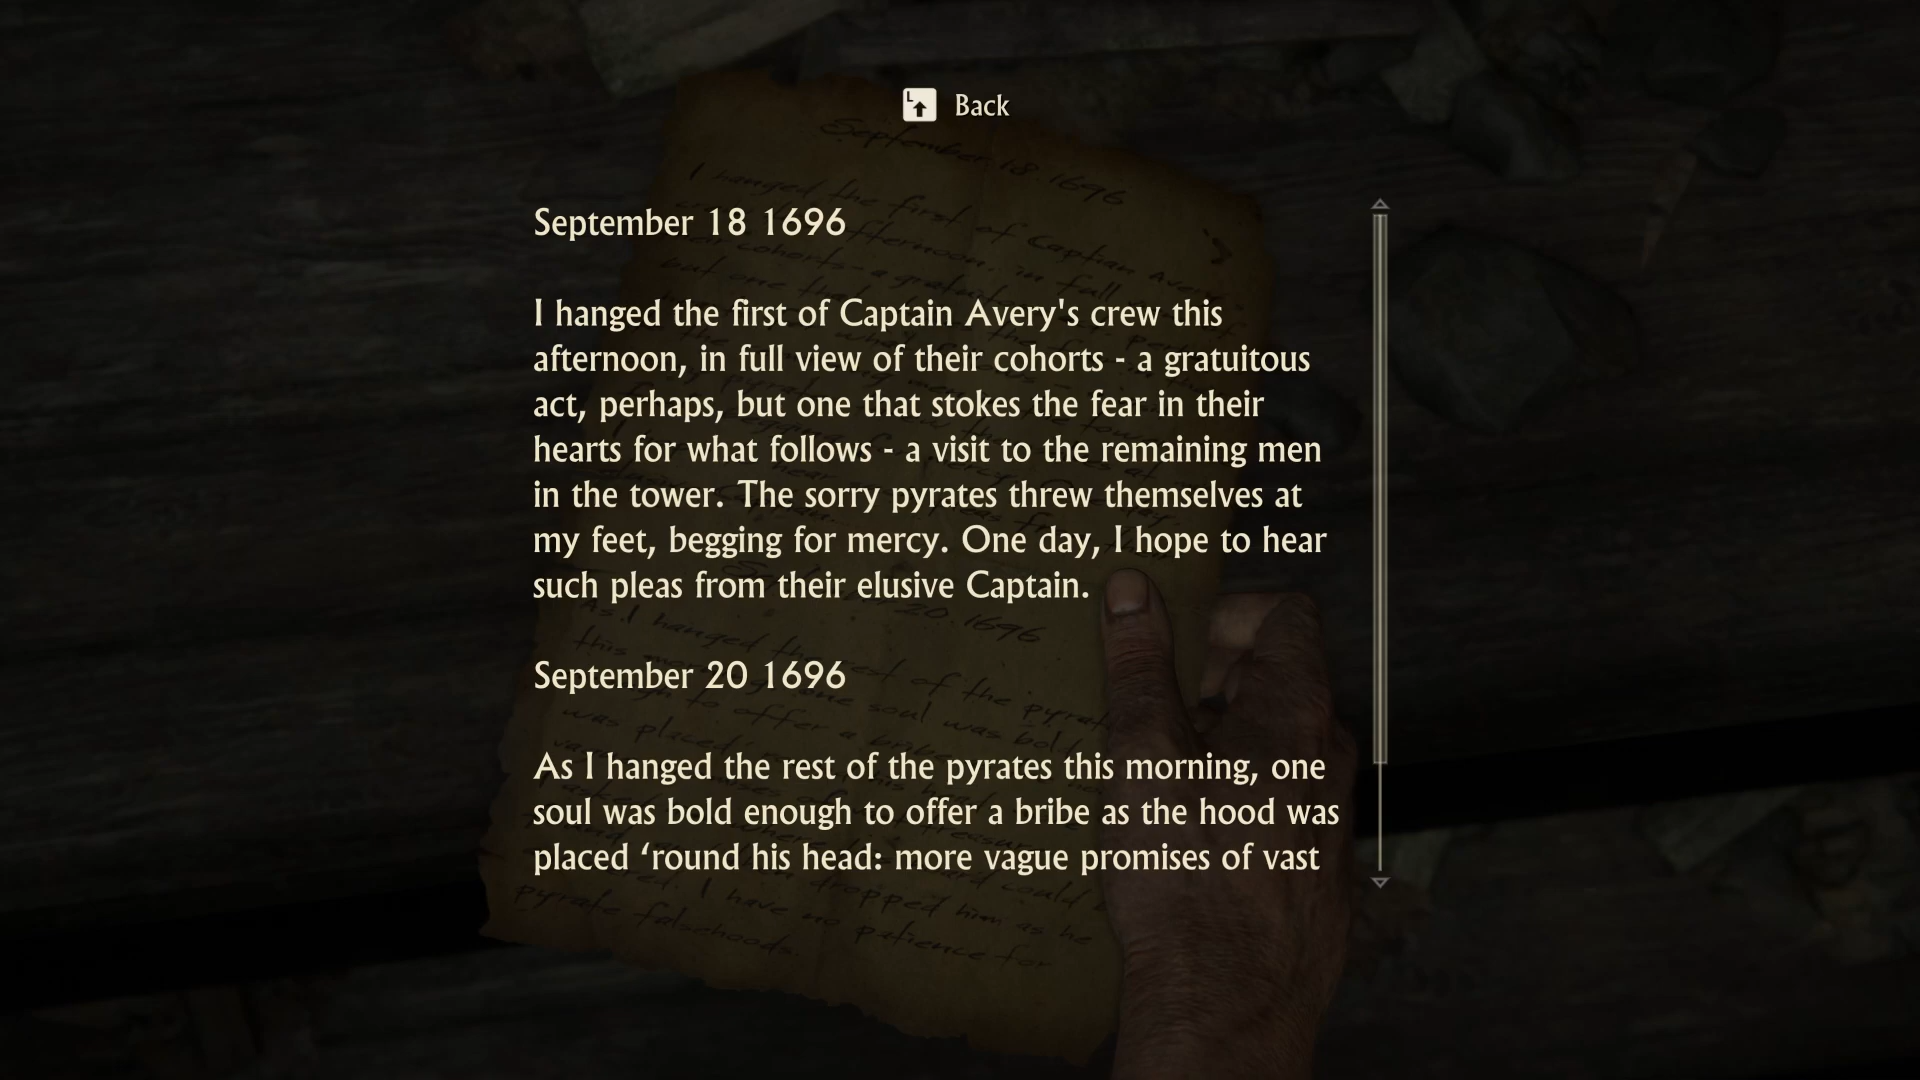 Back
September 18 1696
I hanged the first of Captain Avery's crew this
afternoon, in full view of their cohorts - a gratuitous
act, perhaps, but one that stokes the fear in their
hearts for what follows - a visit to the remaining men
in the tower. The sorry pyrates threw themselves at
my feet, begging for mercy. One day, I hope to hear
such pleas from their elusive Captain.
September 20 1696
As I hanged the rest of the pyrates this morning, one
soul was bold enough to offer a bribe as the hood was
placed ‘round his head: more vague promises of vast